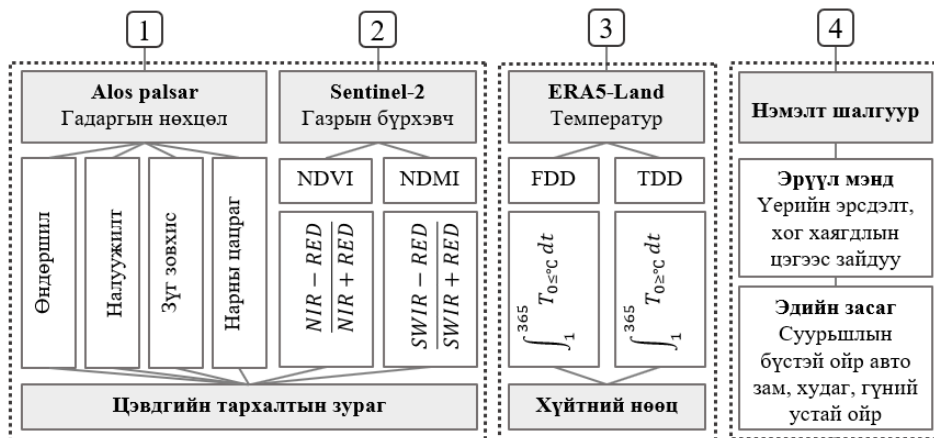 1
2
3
4
Alos palsar
Гадаргын нөхцөл
Sentinel-2
Газрын бүрхэвч
ERA5-Land
Температур
Нэмэлт шалгуур
Өндөршил
Налуужилт
Зүг зовхис
Нарны цацраг
NDVI
NDMI
NIR − RED
NIR + RED
SWIR − RED
SWIR + RED
FDD
TDD
∫₁³⁶⁵ T₀≤℃ dt
∫₁³⁶⁵ T₀≥℃ dt
Эрүүл мэнд
Үерийн эрсдэлт,
хог хаягдлын
цэгээс зайдуу
Эдийн засаг
Суурьшлын
бүстэй ойр авто
зам, худаг, гүний
устай ойр
Цэвдгийн тархалтын зураг
Хүйтний нөөц